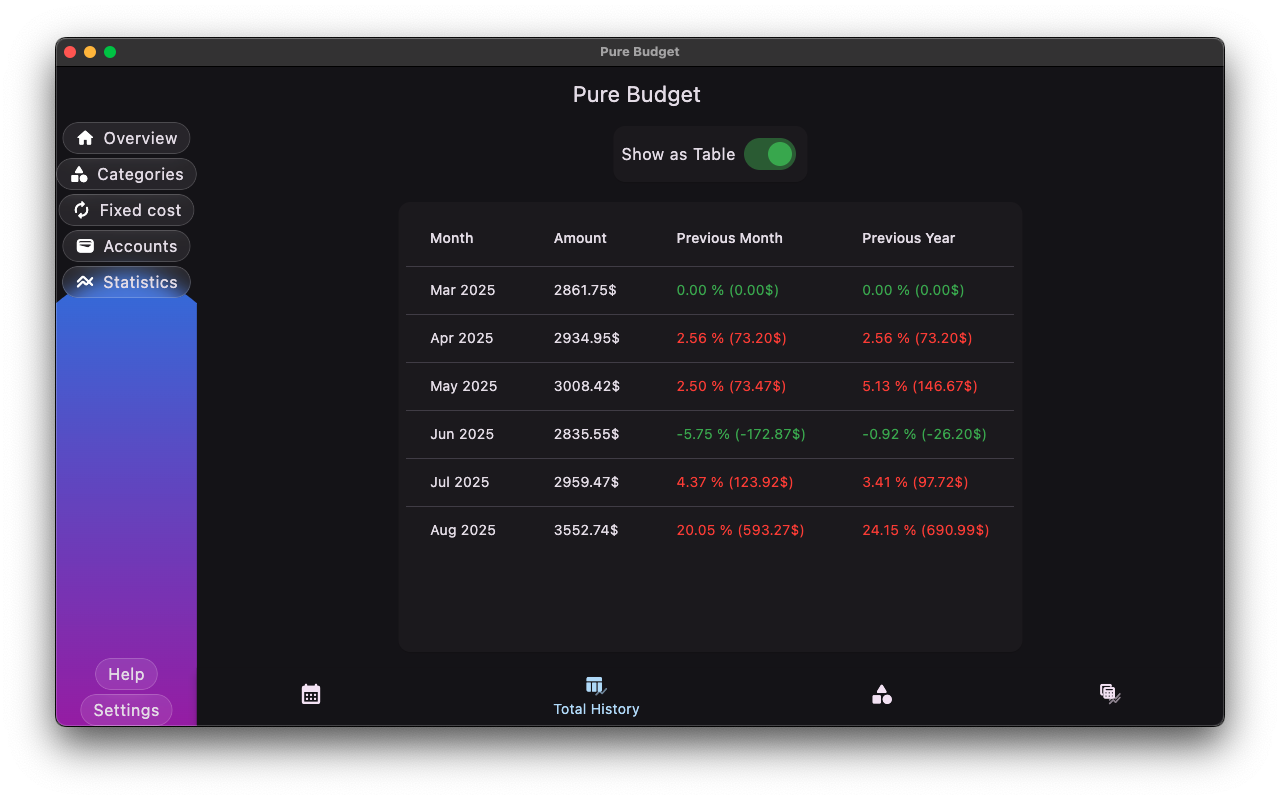 Pure Budget
Pure Budget
Overview
Categories
Fixed cost
Accounts
Statistics
Help
Settings
Show as Table
Month Amount Previous Month Previous Year
Mar 2025 2861.75$ 0.00 % (0.00$) 0.00 % (0.00$)
Apr 2025 2934.95$ 2.56 % (73.20$) 2.56 % (73.20$)
May 2025 3008.42$ 2.50 % (73.47$) 5.13 % (146.67$)
Jun 2025 2835.55$ -5.75 % (-172.87$) -0.92 % (-26.20$)
Jul 2025 2959.47$ 4.37 % (123.92$) 3.41 % (97.72$)
Aug 2025 3552.74$ 20.05 % (593.27$) 24.15 % (690.99$)
Total History